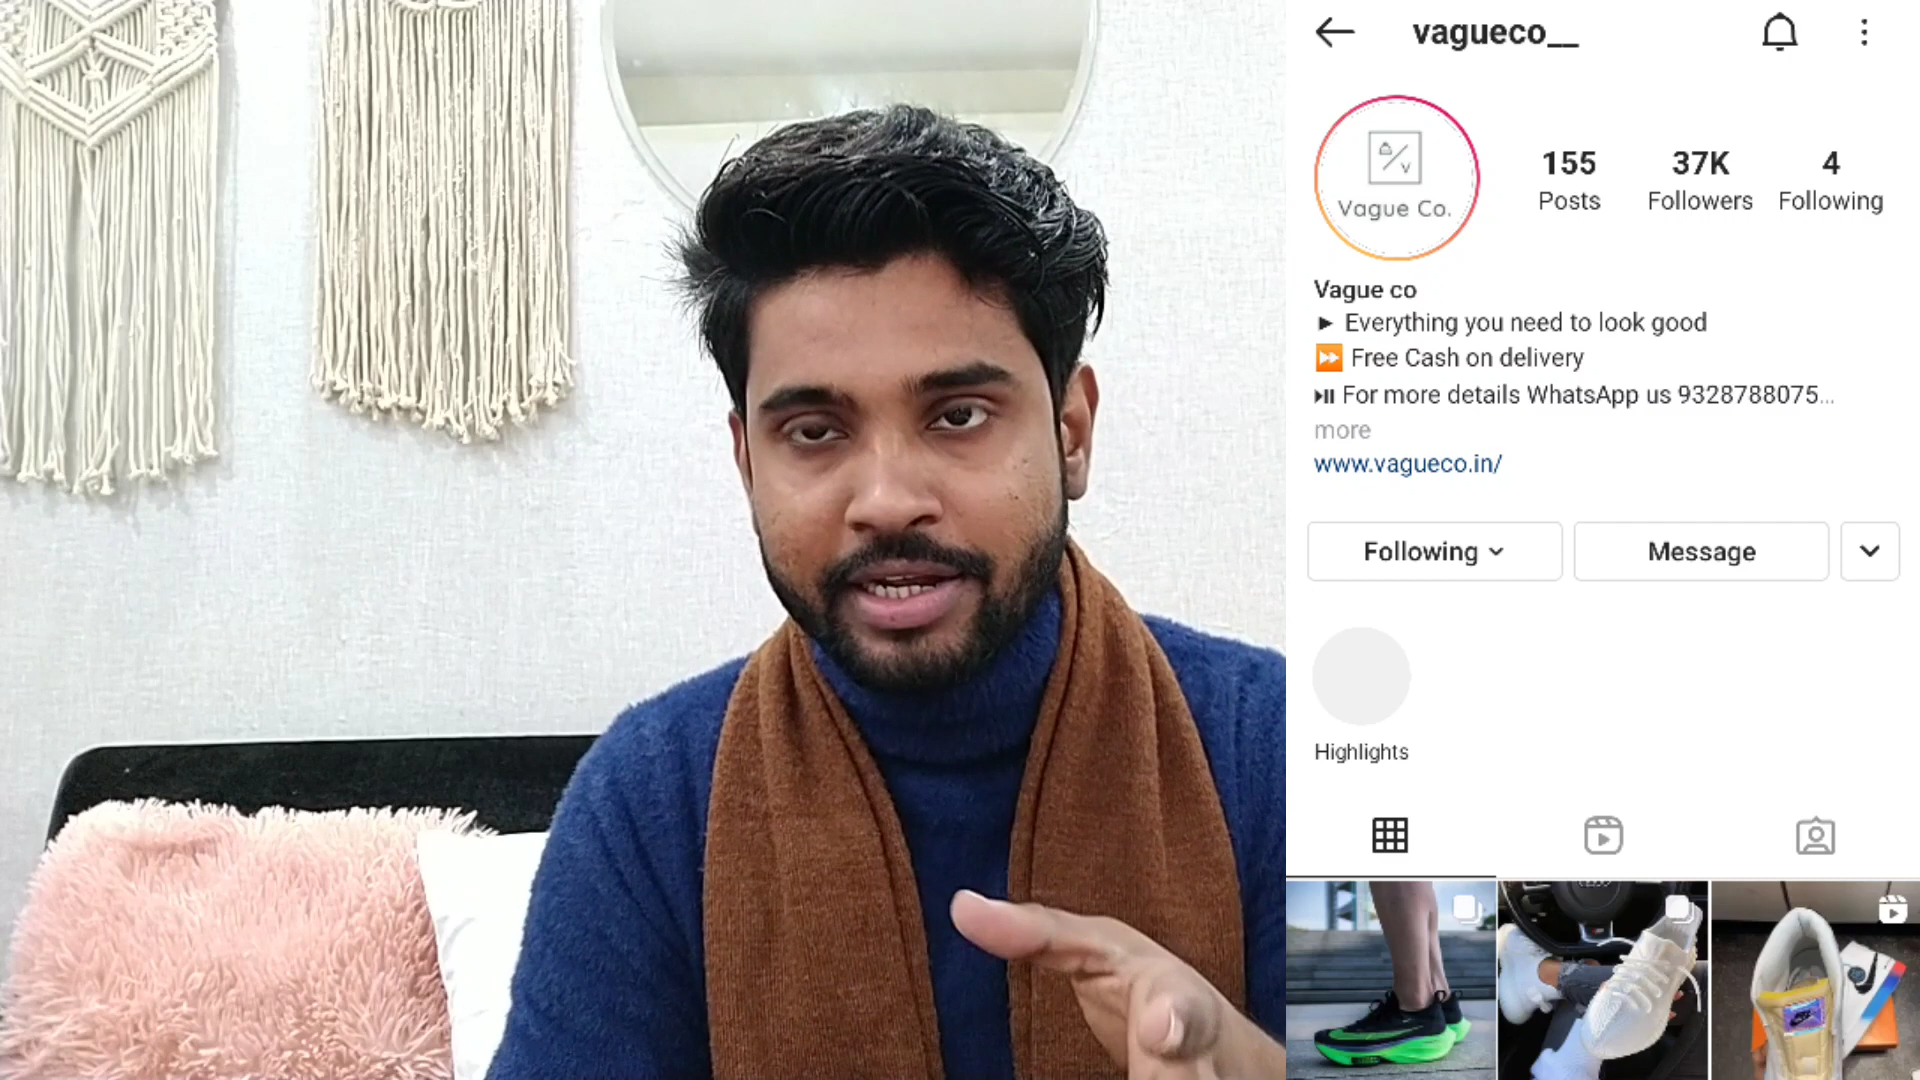 vagueco__
Vague Co.
155
Posts
37K
Followers
4
Following
Vague co
► Everything you need to look good
⏩ Free Cash on delivery
⏯ For more details WhatsApp us 9328788075...
more
www.vagueco.in/
Following
Message
Highlights